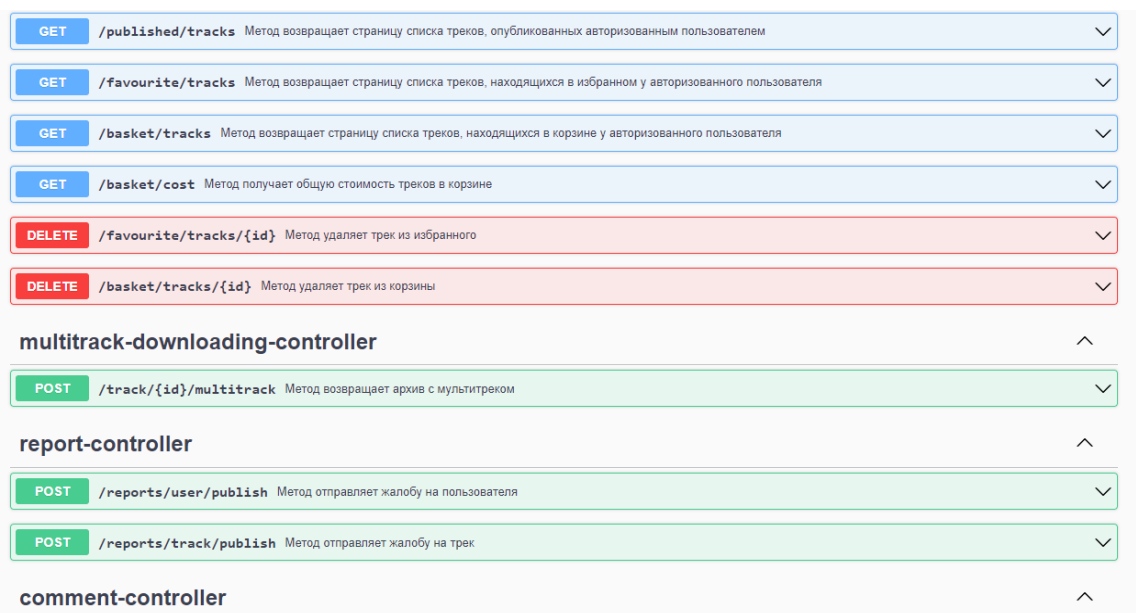 GET /published/tracks Метод возвращает страницу списка треков, опубликованных авторизованным пользователем
GET /favourite/tracks Метод возвращает страницу списка треков, находящихся в избранном у авторизованного пользователя
GET /basket/tracks Метод возвращает страницу списка треков, находящихся в корзине у авторизованного пользователя
GET /basket/cost Метод получает общую стоимость треков в корзине
DELETE /favourite/tracks/{id} Метод удаляет трек из избранного
DELETE /basket/tracks/{id} Метод удаляет трек из корзины
multitrack-downloading-controller
POST /track/{id}/multitrack Метод возвращает архив с мультитреком
report-controller
POST /reports/user/publish Метод отправляет жалобу на пользователя
POST /reports/track/publish Метод отправляет жалобу на трек
comment-controller